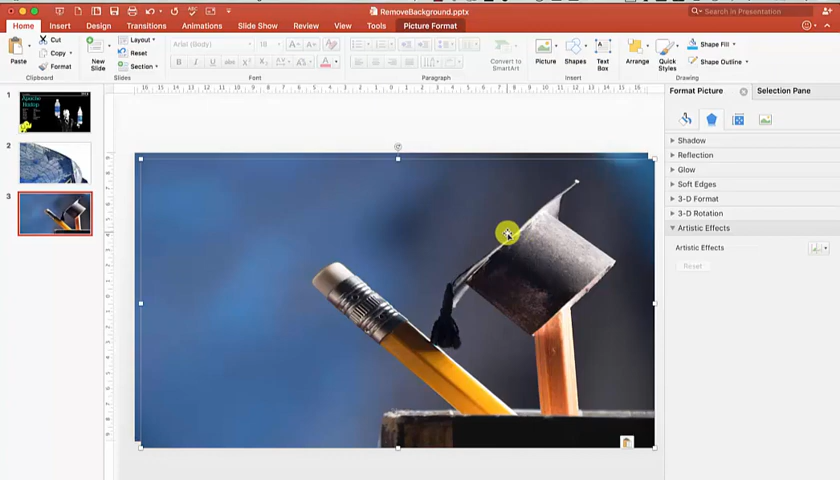 RemoveBackground.pptx
Search in Presentation
Home Insert Design Transitions Animations Slide Show Review View Tools Picture Format
Paste
Cut
Copy
Format
Clipboard
New Slide
Layout
Reset
Section
Slides
Arial (Body)
18
B I U
Font
Paragraph
Convert to SmartArt
Picture
Shapes
Text Box
Insert
Arrange
Quick Styles
Shape Fill
Shape Outline
Drawing
Format Picture
Selection Pane
Shadow
Reflection
Glow
Soft Edges
3-D Format
3-D Rotation
Artistic Effects
Artistic Effects
Reset
1
2
3